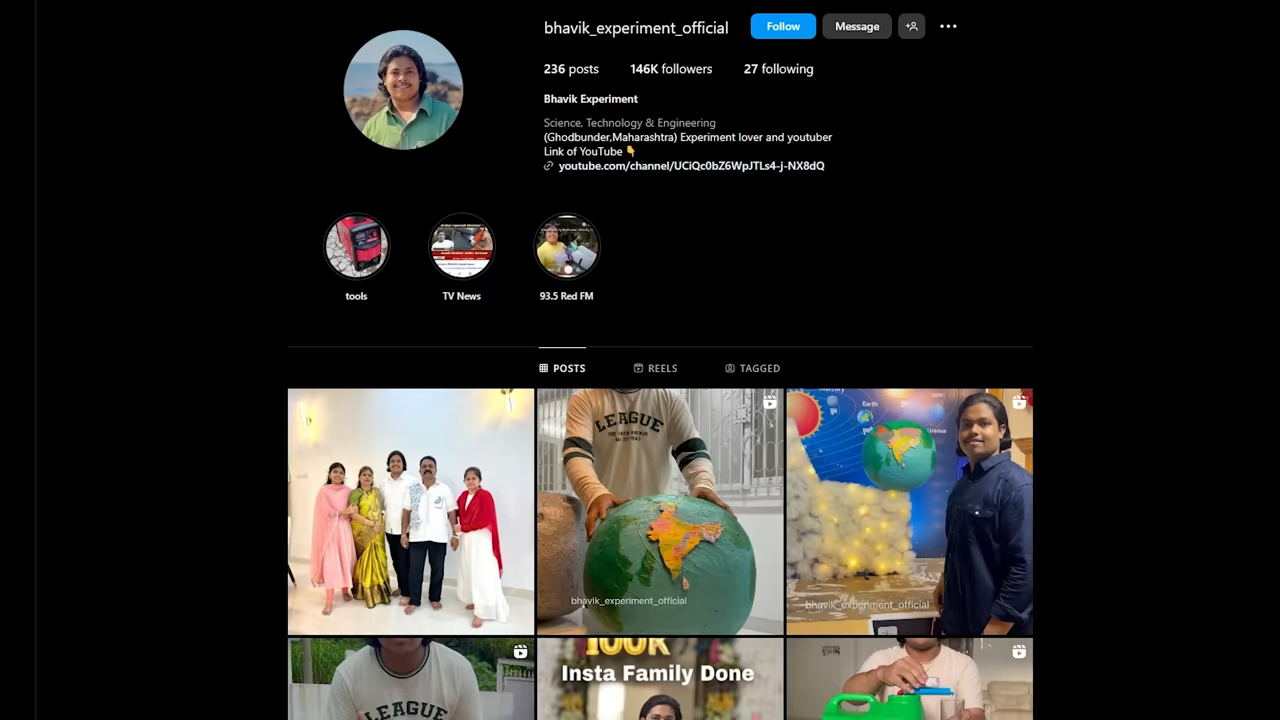 bhavik_experiment_official
Follow
Message
236 posts
146K followers
27 following
Bhavik Experiment
Science, Technology & Engineering
(Ghodbunder,Maharashtra) Experiment lover and youtuber
Link of YouTube 👇
youtube.com/channel/UCiQc0bZ6WpJTLs4-j-NX8dQ
tools
TV News
93.5 Red FM
POSTS
REELS
TAGGED
LEAGUE
bhavik_experiment_official
Earth
bhavik_experiment_official
LEAGUE
100K
Insta Family Done